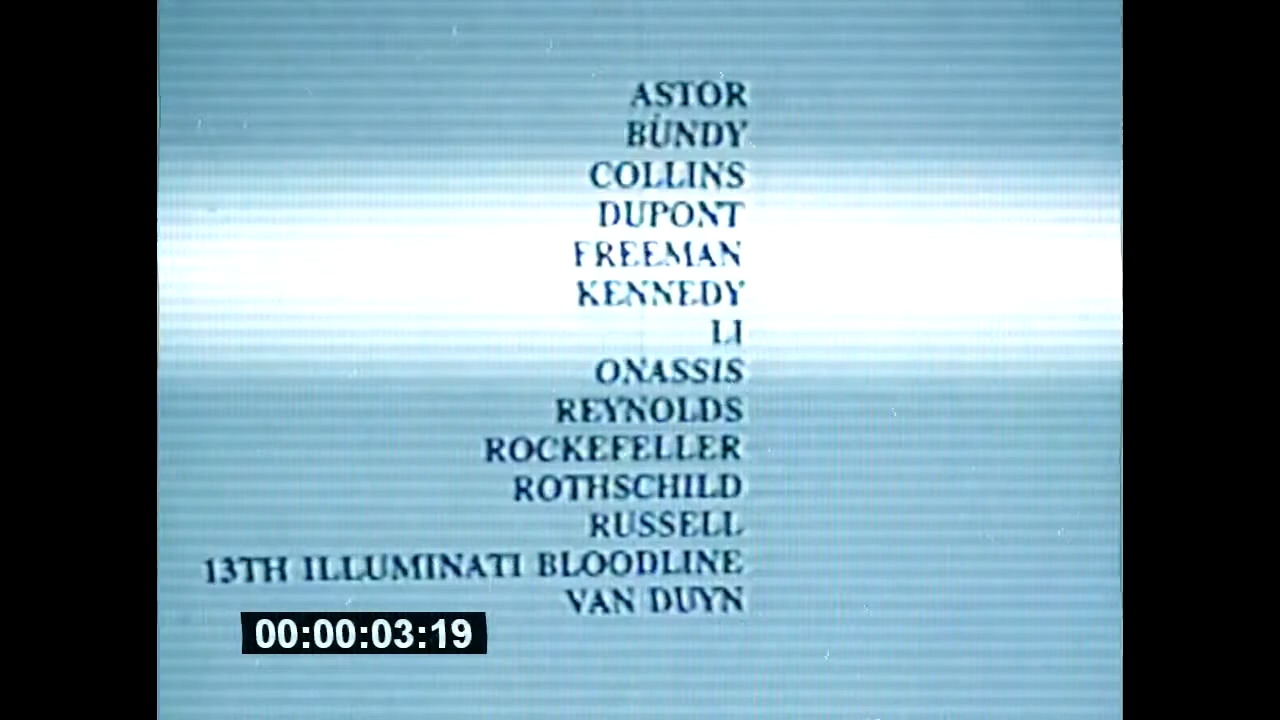 ASTOR
BUNDY
COLLINS
DUPONT
FREEMAN
KENNEDY
LI
ONASSIS
REYNOLDS
ROCKEFELLER
ROTHSCHILD
RUSSELL
13TH ILLUMINATI BLOODLINE
VAN DUYN
00:00:03:19